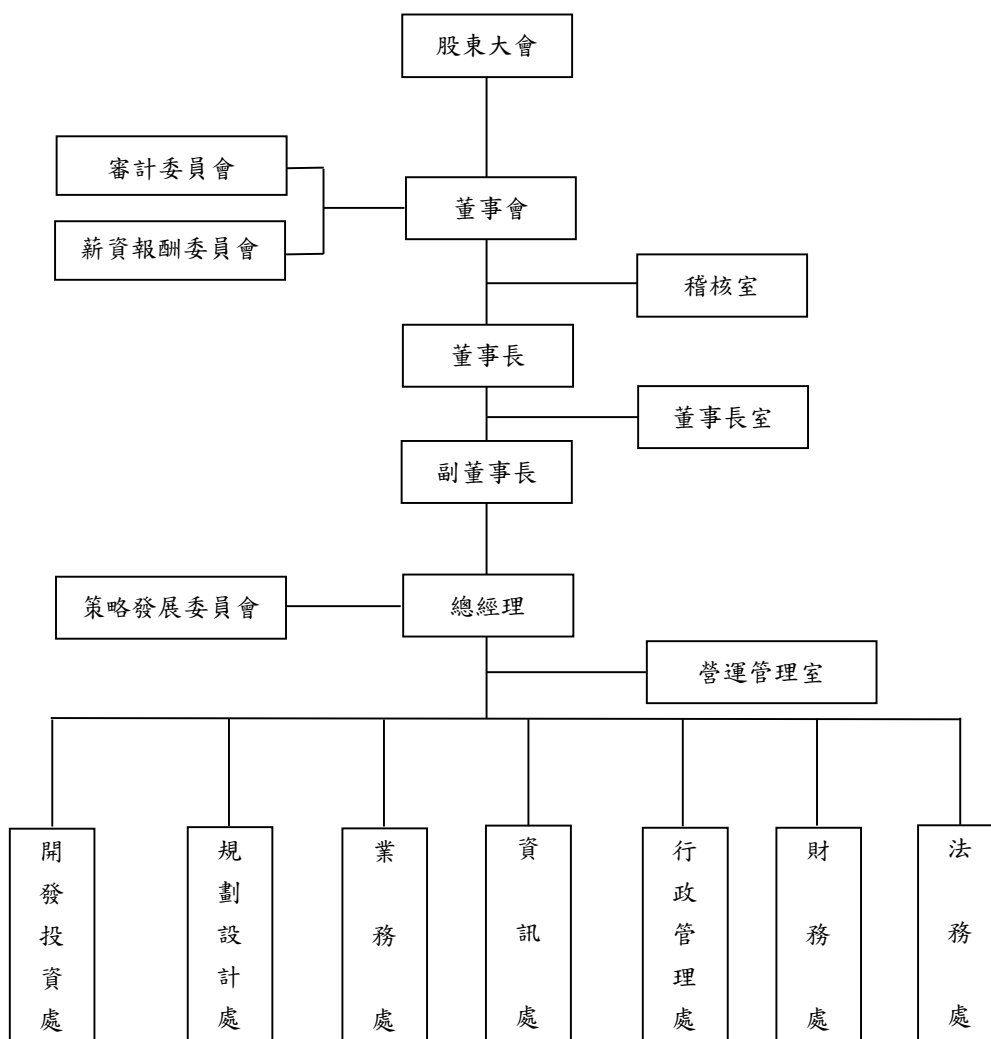 股東大會
審計委員會
董事會
薪資報酬委員會
稽核室
董事長
董事長室
副董事長
策略發展委員會
總經理
營運管理室
開發投資處
規劃設計處
業務處
資訊處
行政管理處
財務處
法務處